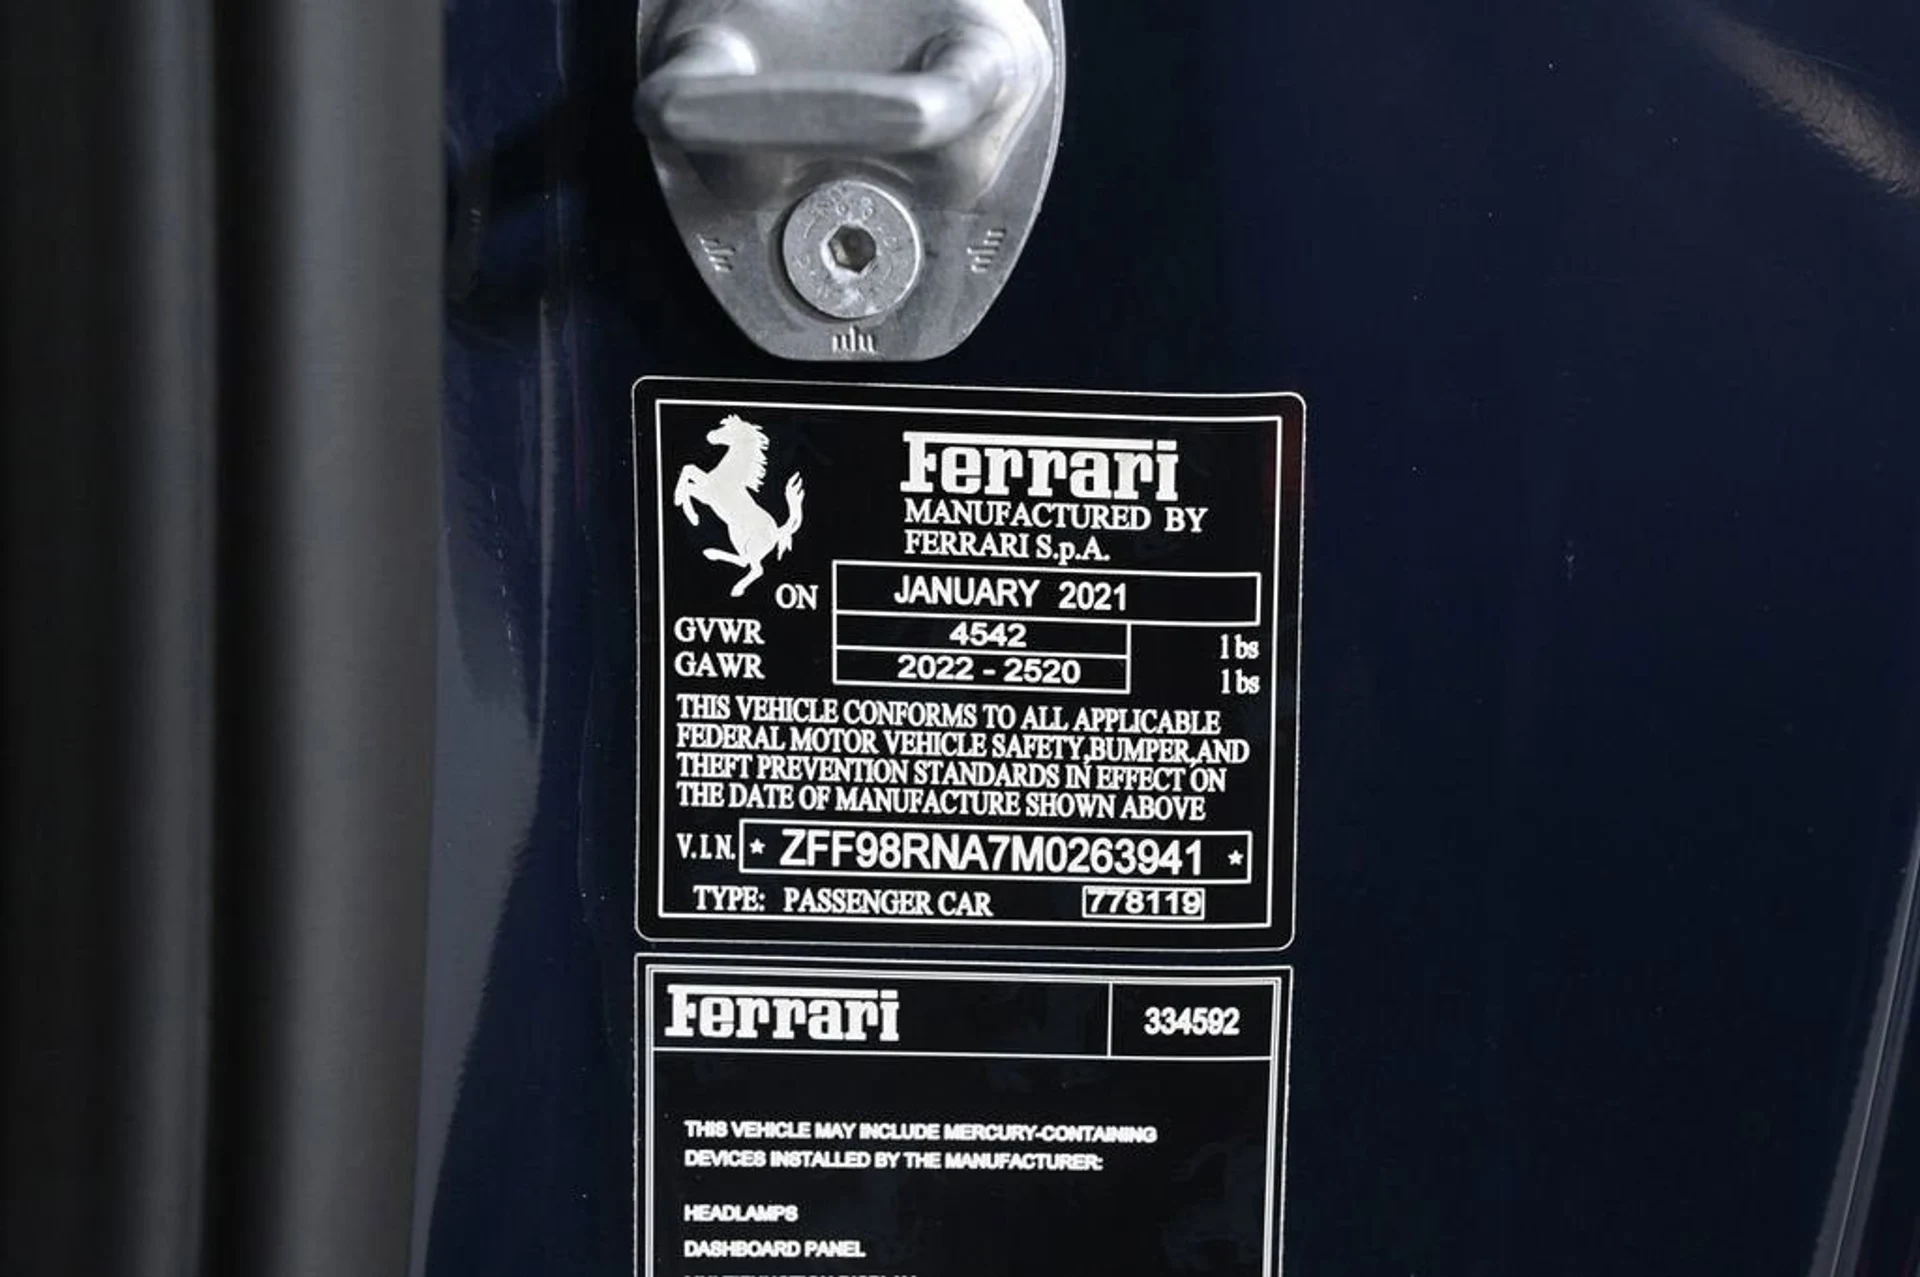 Ferrari
MANUFACTURED BY
FERRARI S.p.A.
ON JANUARY 2021
GVWR 4542 lbs
GAWR 2022 - 2520 lbs
THIS VEHICLE CONFORMS TO ALL APPLICABLE
FEDERAL MOTOR VEHICLE SAFETY,BUMPER,AND
THEFT PREVENTION STANDARDS IN EFFECT ON
THE DATE OF MANUFACTURE SHOWN ABOVE
V.I.N. * ZFF98RNA7M0263941 *
TYPE: PASSENGER CAR 778119
Ferrari 334592
THIS VEHICLE MAY INCLUDE MERCURY-CONTAINING
DEVICES INSTALLED BY THE MANUFACTURER:
HEADLAMPS
DASHBOARD PANEL